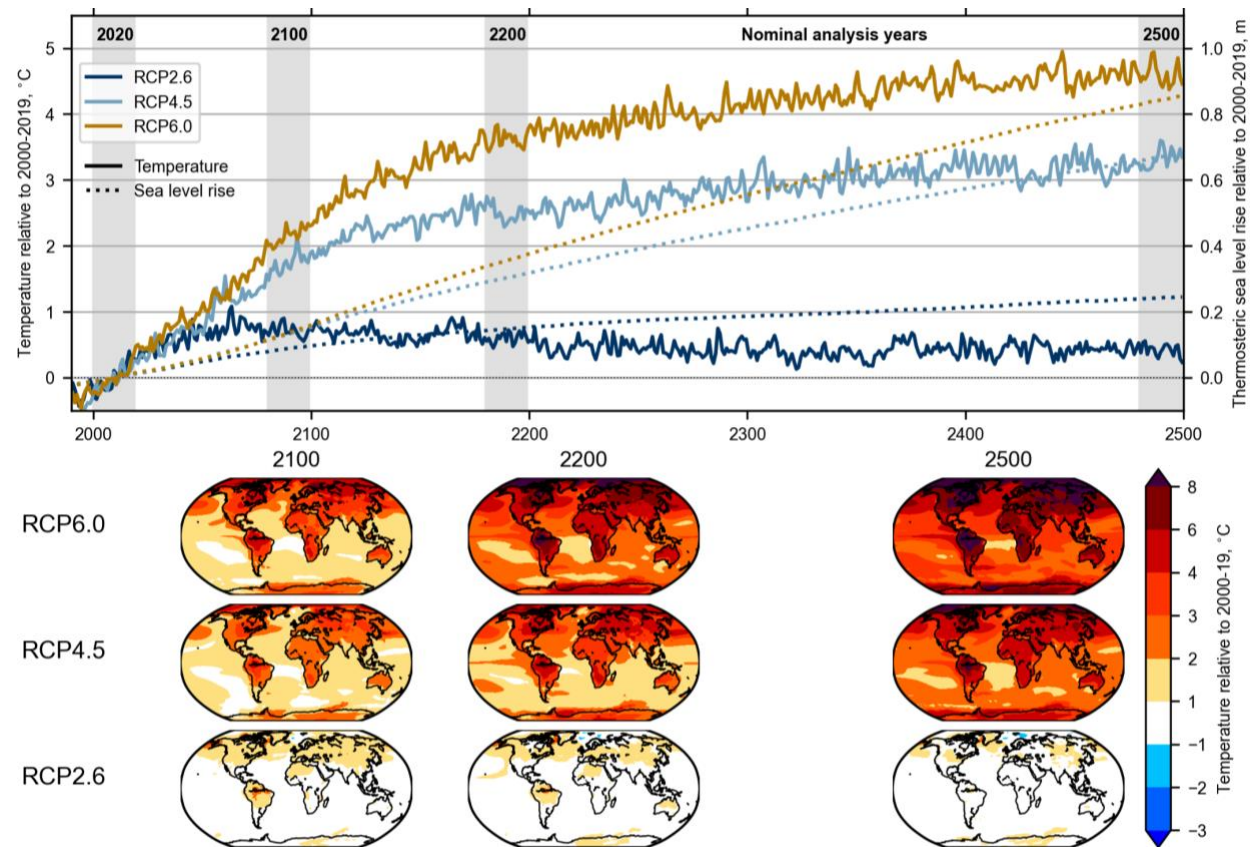 2020 2100 2200 Nominal analysis years 2500
Temperature relative to 2000-2019, °C
5
4
3
2
1
0
RCP2.6
RCP4.5
RCP6.0
Temperature
Sea level rise
1.0
0.8
0.6
0.4
0.2
0.0
Thermosteric sea level rise relative to 2000-2019, m
2000 2100 2200 2300 2400 2500
2100 2200 2500
RCP6.0
RCP4.5
RCP2.6
8
6
4
3
2
1
−1
−2
−3
Temperature relative to 2000-19, °C